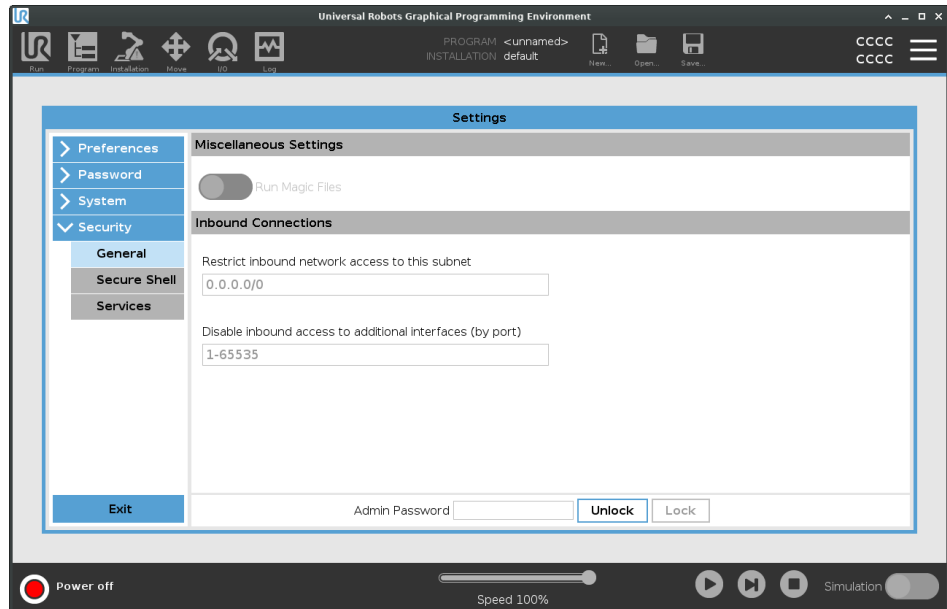 Universal Robots Graphical Programming Environment
PROGRAM <unnamed>
INSTALLATION default
Run
Program
Installation
Move
I/O
Log
New...
Open...
Save...
CCCC
CCCC
Settings
Preferences
Password
System
Security
General
Secure Shell
Services
Exit
Miscellaneous Settings
Run Magic Files
Inbound Connections
Restrict inbound network access to this subnet
0.0.0.0/0
Disable inbound access to additional interfaces (by port)
1-65535
Admin Password
Unlock
Lock
Power off
Speed 100%
Simulation